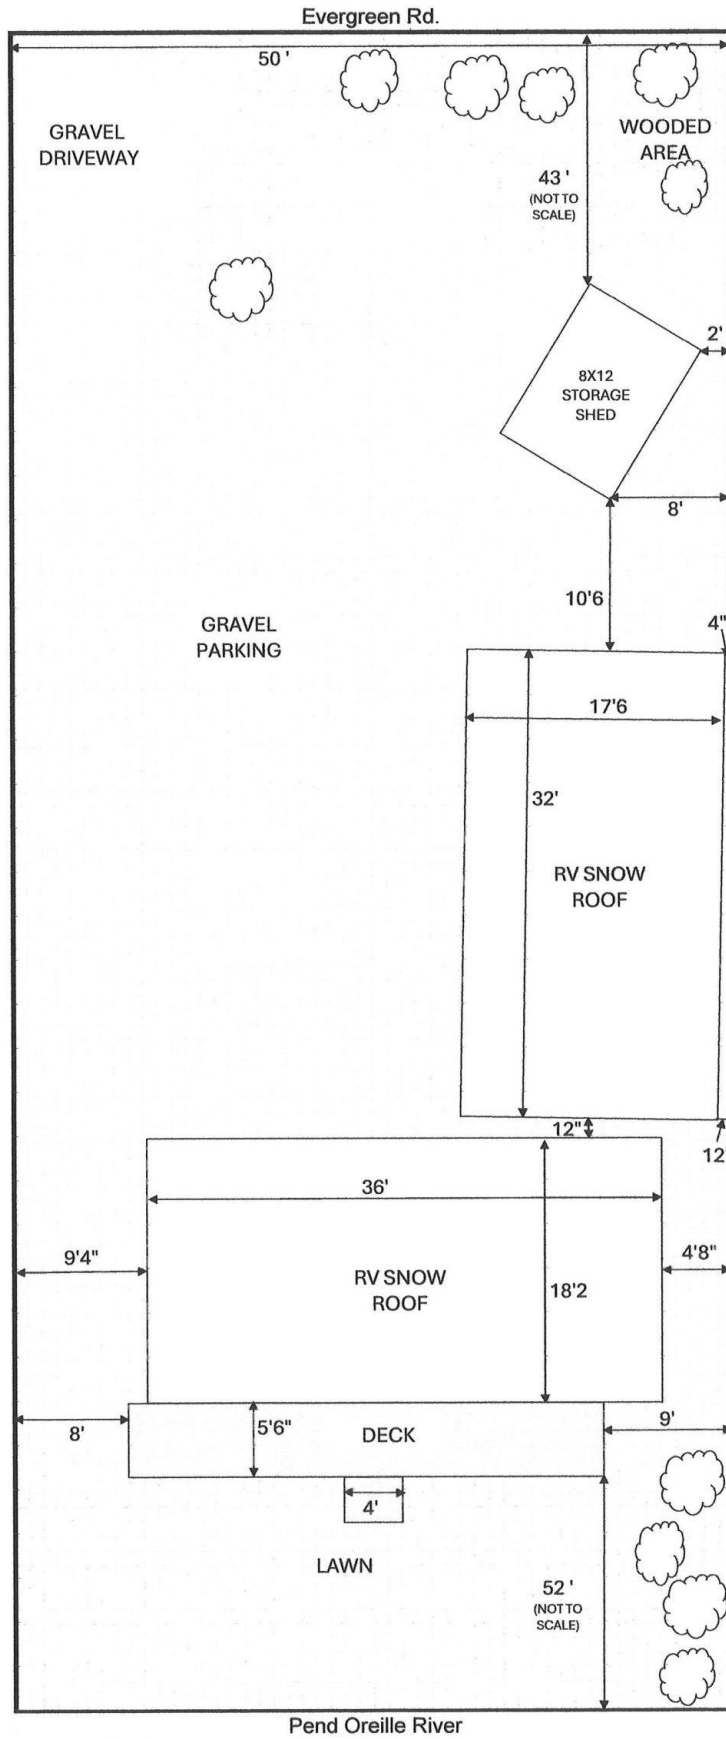 Evergreen Rd.
50 '
GRAVEL
DRIVEWAY
WOODED
AREA
43 '
(NOT TO
SCALE)
2'
8X12
STORAGE
SHED
8'
10'6
4"
GRAVEL
PARKING
17'6
32'
RV SNOW
ROOF
12"
12
36'
9'4"
4'8"
RV SNOW
ROOF
18'2
8'
5'6"
DECK
9'
4'
LAWN
52 '
(NOT TO
SCALE)
Pend Oreille River